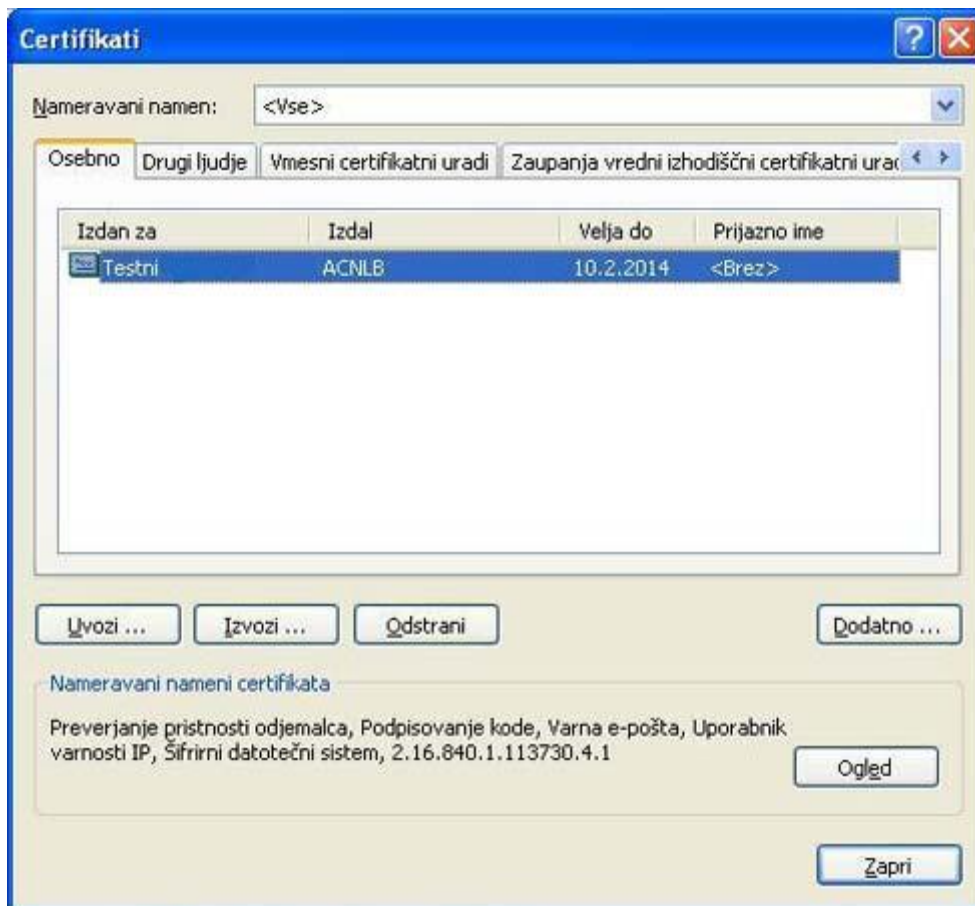 Certifikati
Nameravani namen: <Vse>
Osebno Drugi ljudje Vmesni certifikatni uradi Zaupanja vredni izhodiščni certifikatni urad
Izdan za Izdal Velja do Prijazno ime
Testni ACNLB 10.2.2014 <Brez>
Uvozi ... Izvozi ... Odstrani Dodatno ...
Nameravani nameni certifikata
Preverjanje pristnosti odjemalca, Podpisovanje kode, Varna e-pošta, Uporabnik
varnosti IP, Šifrirni datotečni sistem, 2.16.840.1.113730.4.1
Ogled
Zapri